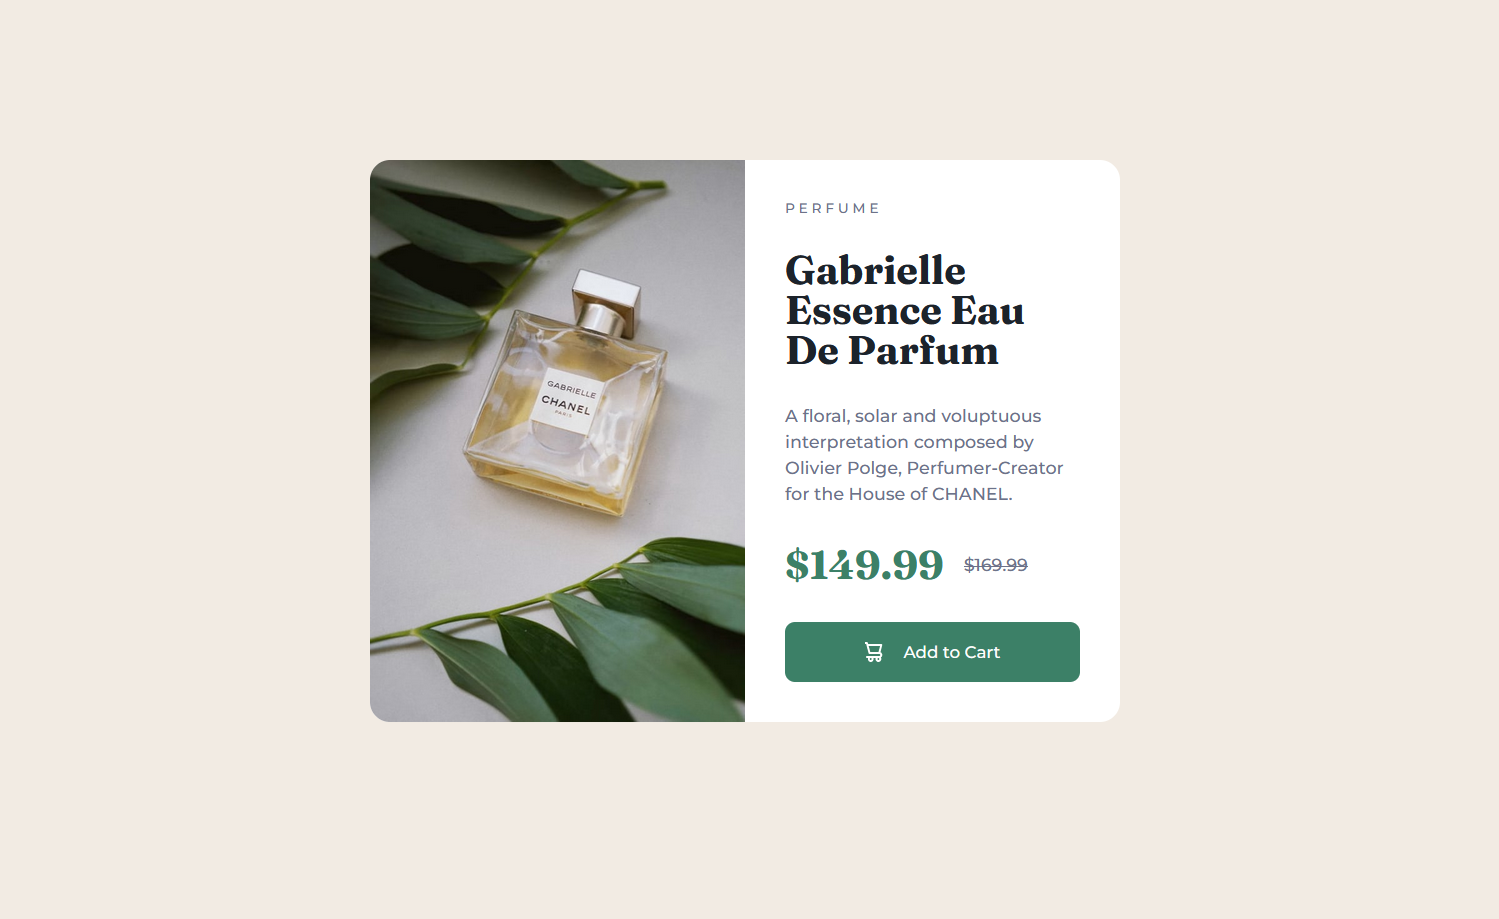 GABRIELLE
CHANEL
PARIS
PERFUME
Gabrielle
Essence Eau
De Parfum
A floral, solar and voluptuous
interpretation composed by
Olivier Polge, Perfumer-Creator
for the House of CHANEL.
$149.99 $169.99
Add to Cart